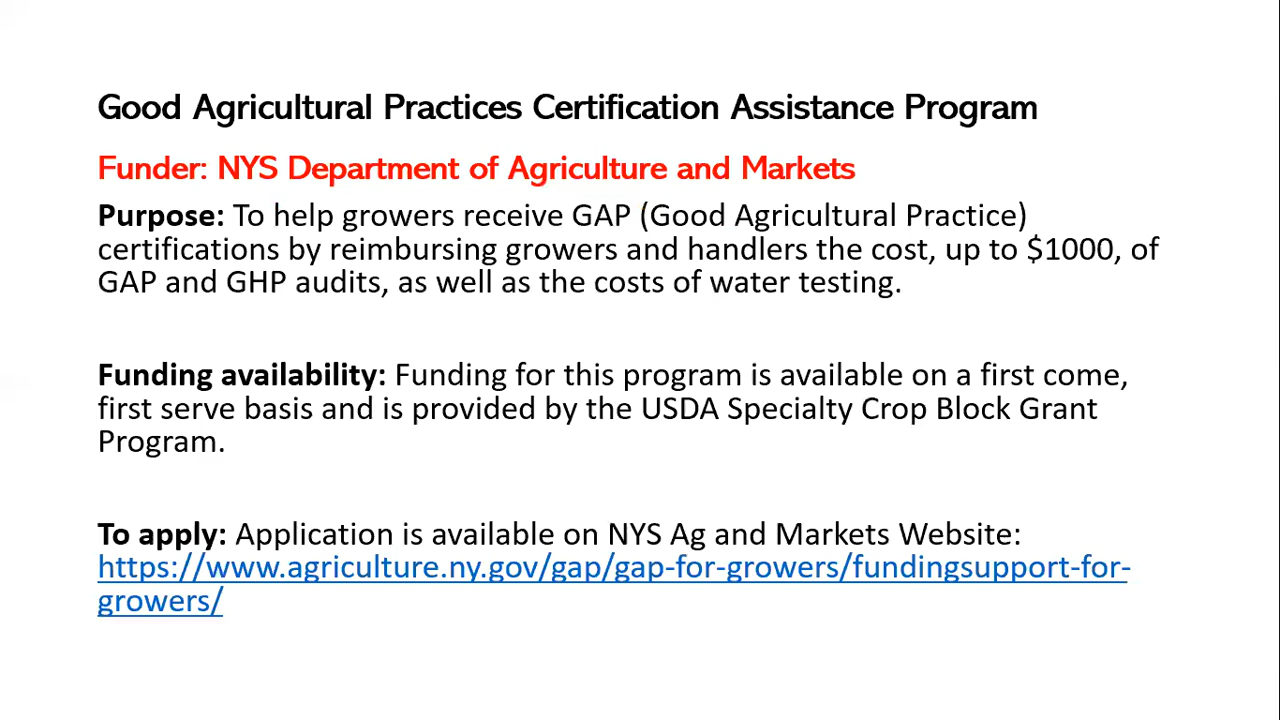 Good Agricultural Practices Certification Assistance Program
Funder: NYS Department of Agriculture and Markets
Purpose: To help growers receive GAP (Good Agricultural Practice)
certifications by reimbursing growers and handlers the cost, up to $1000, of
GAP and GHP audits, as well as the costs of water testing.
Funding availability: Funding for this program is available on a first come,
first serve basis and is provided by the USDA Specialty Crop Block Grant
Program.
To apply: Application is available on NYS Ag and Markets Website:
https://www.agriculture.ny.gov/gap/gap-for-growers/fundingsupport-for-
growers/